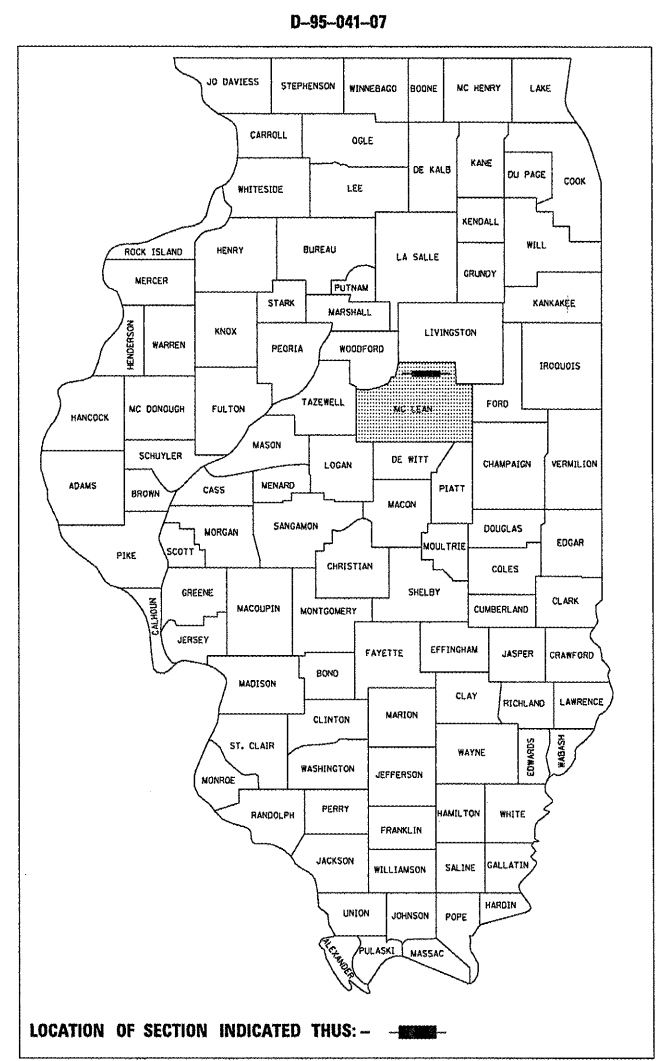 D-95-041-07
JO DAVIESS STEPHENSON WINNEBAGO BOONE MC HENRY LAKE
CARROLL OGLE DE KALB KANE DU PAGE COOK
WHITESIDE LEE
KENDALL WILL
ROCK ISLAND HENRY BUREAU LA SALLE GRUNDY
MERCER PUTNAM
STARK MARSHALL KANKAKEE
HENDERSON WARREN KNOX PEORIA WOODFORD LIVINGSTON IROQUOIS
HANCOCK MC DONOUGH FULTON TAZEWELL MC LEAN FORD
MASON
SCHUYLER LOGAN DE WITT CHAMPAIGN VERMILION
ADAMS BROWN CASS MENARD PIATT
MACON
MORGAN SANGAMON DOUGLAS EDGAR
PIKE SCOTT CHRISTIAN MOULTRIE COLES
GREENE MACOUPIN MONTGOMERY SHELBY CUMBERLAND CLARK
CALHOUN JERSEY
FAYETTE EFFINGHAM JASPER CRAWFORD
MADISON BOND
CLAY RICHLAND LAWRENCE
CLINTON MARION
ST. CLAIR WAYNE EDWARDS WABASH
MONROE WASHINGTON JEFFERSON
RANDOLPH PERRY HAMILTON WHITE
FRANKLIN
JACKSON WILLIAMSON SALINE GALLATIN
HARDIN
UNION JOHNSON POPE
ALEXANDER PULASKI MASSAC
LOCATION OF SECTION INDICATED THUS: -